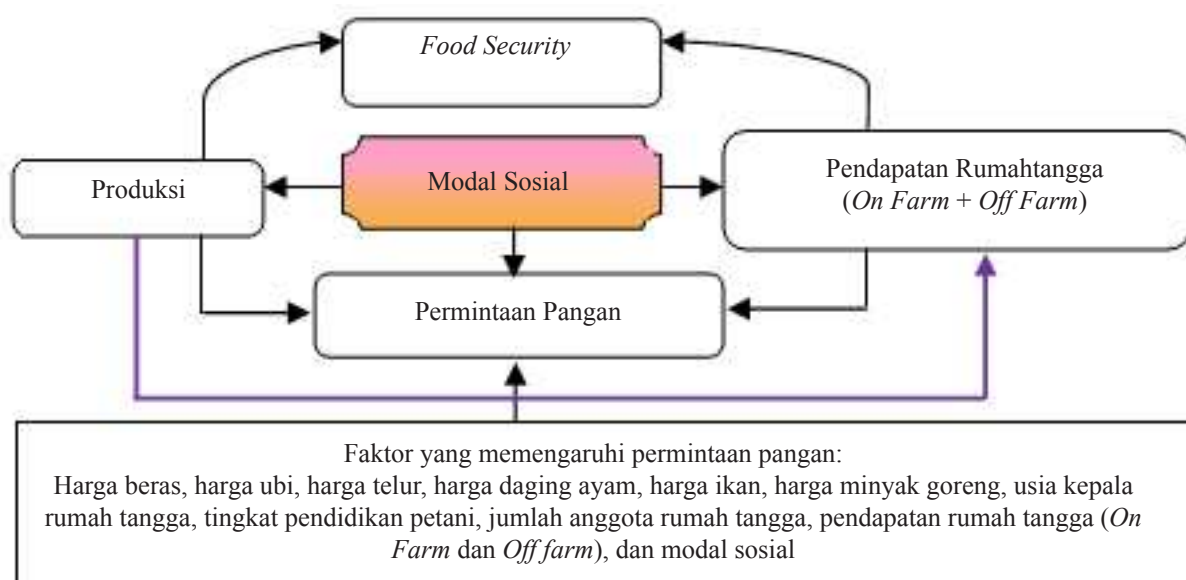 Food Security
Produksi
Modal Sosial
Pendapatan Rumahtangga
(On Farm + Off Farm)
Permintaan Pangan
Faktor yang memengaruhi permintaan pangan:
Harga beras, harga ubi, harga telur, harga daging ayam, harga ikan, harga minyak goreng, usia kepala
rumah tangga, tingkat pendidikan petani, jumlah anggota rumah tangga, pendapatan rumah tangga (On
Farm dan Off farm), dan modal sosial